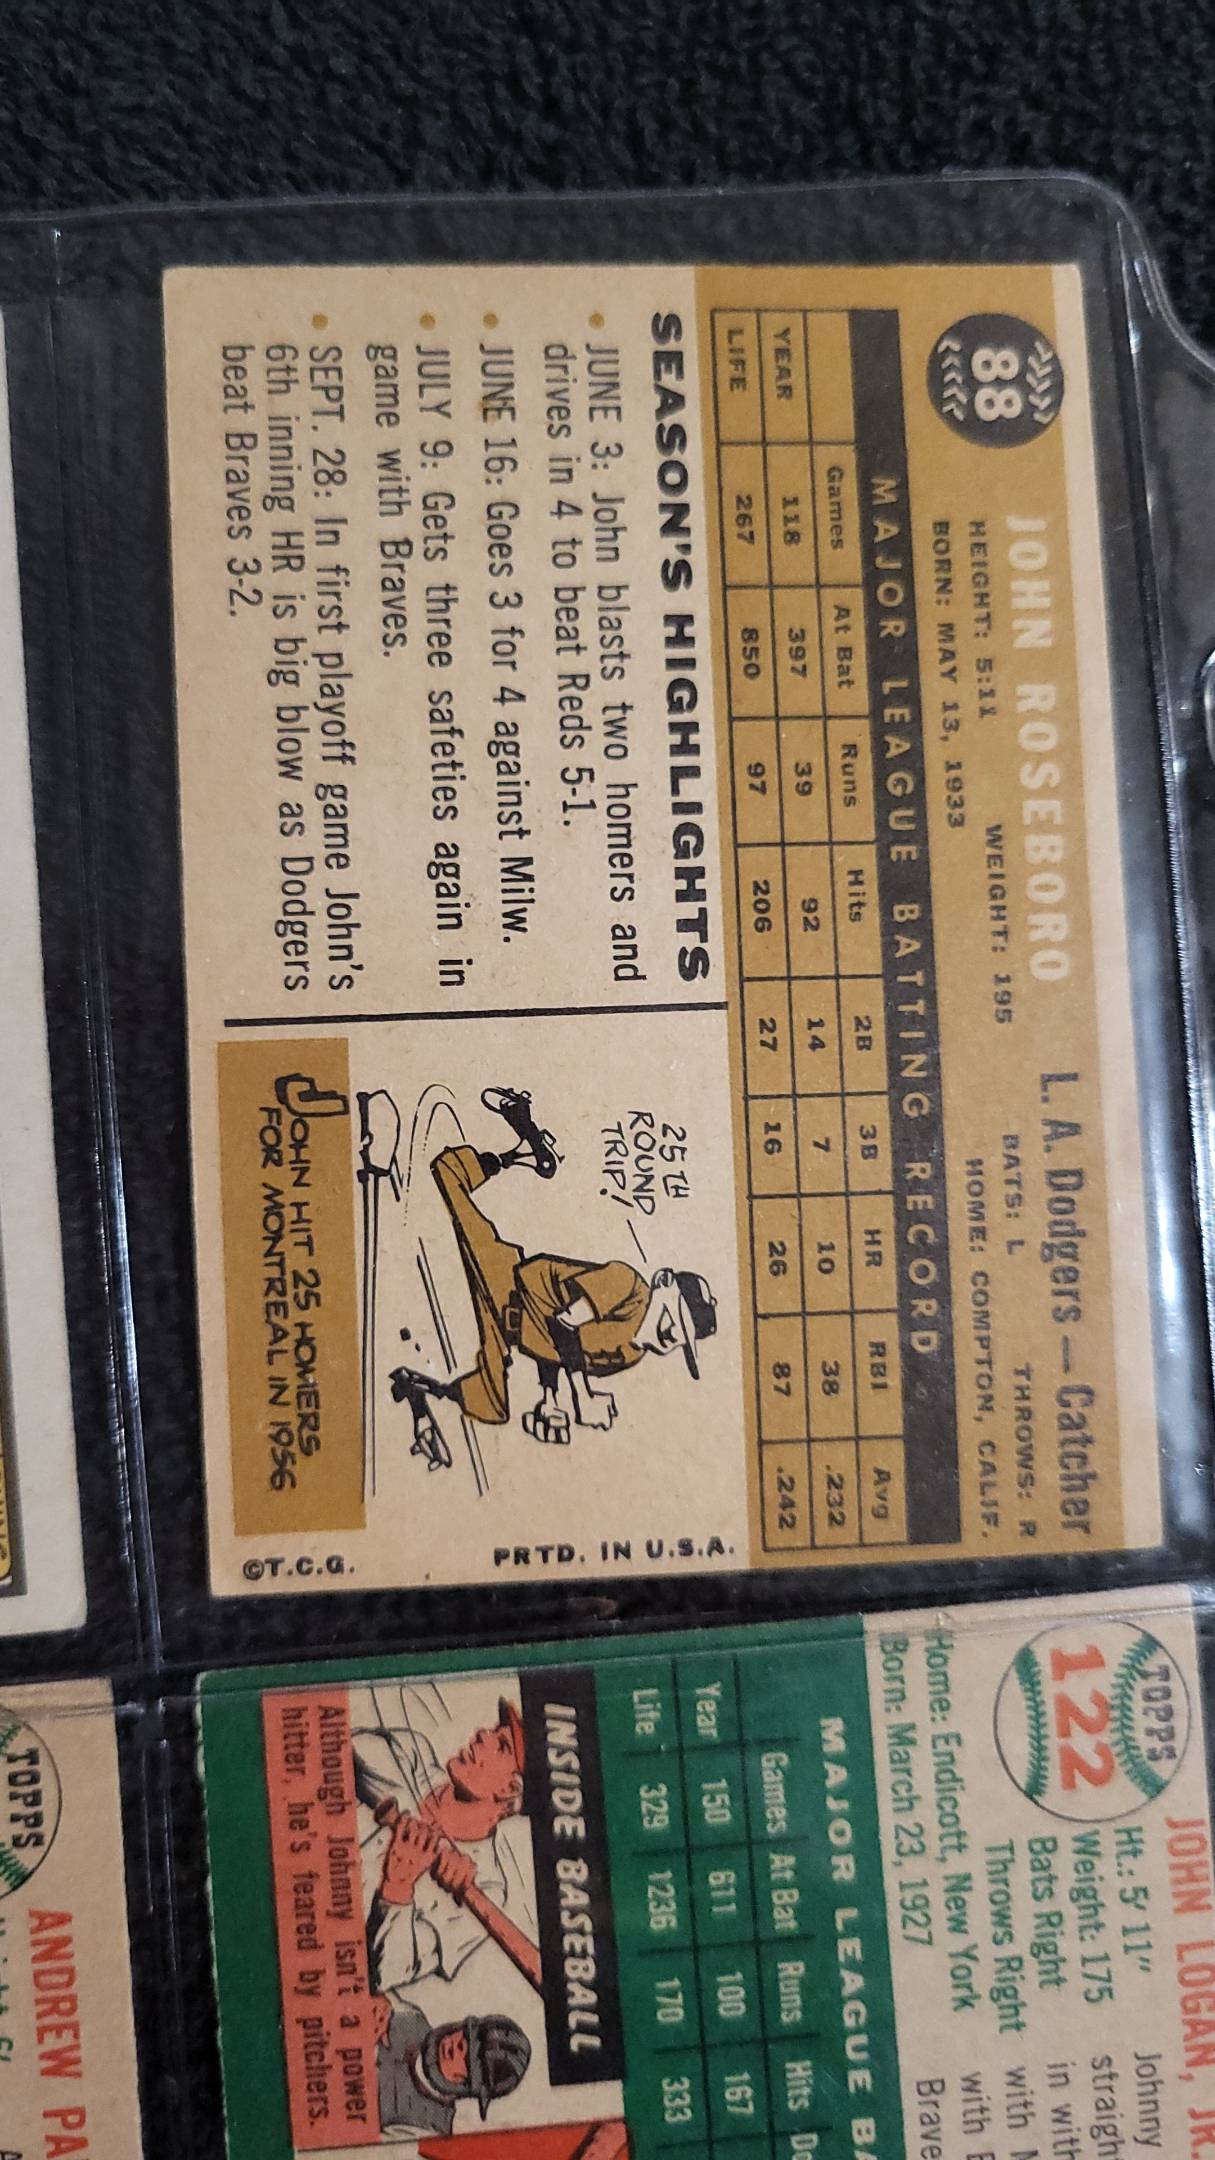 88
JOHN ROSEBORO L. A. Dodgers — Catcher
HEIGHT: 5:11 WEIGHT: 195 BATS: L THROWS: R
BORN: MAY 13, 1933 HOME: COMPTON, CALIF.
MAJOR LEAGUE BATTING RECORD
Games At Bat Runs Hits 2B 3B HR RBI Avg
YEAR 118 397 39 92 14 7 10 38 .232
LIFE 267 850 97 206 27 16 26 87 .242
SEASON'S HIGHLIGHTS
• JUNE 3: John blasts two homers and
drives in 4 to beat Reds 5-1.
• JUNE 16: Goes 3 for 4 against Milw.
• JULY 9: Gets three safeties again in
game with Braves.
• SEPT. 28: In first playoff game John's
6th inning HR is big blow as Dodgers
beat Braves 3-2.
25TH
ROUND
TRIP!
JOHN HIT 25 HOMERS
FOR MONTREAL IN 1956
PRTD. IN U.S.A.
©T.C.G.
TOPPS
122
JOHN LOGAN, JR.
Ht.: 5' 11"
Weight: 175
Bats Right
Throws Right
Home: Endicott, New York
Born: March 23, 1927
Johnny
straigh
in with
with
with
Brave
MAJOR LEAGUE BA
Games At Bat Runs Hits Do
Year 150 611 100 167
Life 329 1236 170 333
INSIDE BASEBALL
Although Johnny isn't a power
hitter, he's feared by pitchers.
TOPPS
ANDREW PA